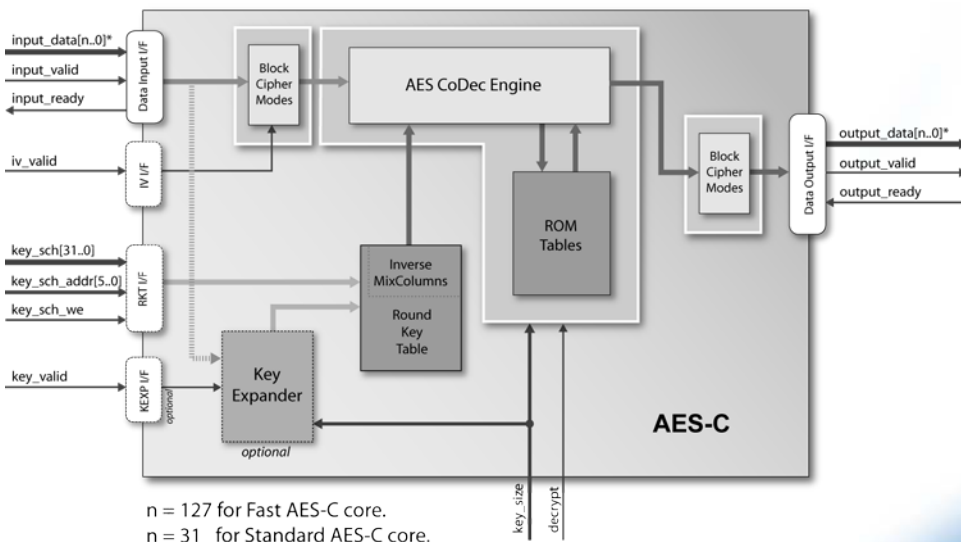 input_data[n..0]*
input_valid
input_ready
Data Input I/F
iv_valid
IV I/F
key_sch[31..0]
key_sch_addr[5..0]
key_sch_we
RKT I/F
key_valid
KEXP I/F
optional
Block
Cipher
Modes
AES CoDec Engine
ROM
Tables
Inverse
MixColumns
Round
Key
Table
Key
Expander
optional
Block
Cipher
Modes
Data Output I/F
output_data[n..0]*
output_valid
output_ready
AES-C
key_size
decrypt
n = 127 for Fast AES-C core.
n = 31 for Standard AES-C core.